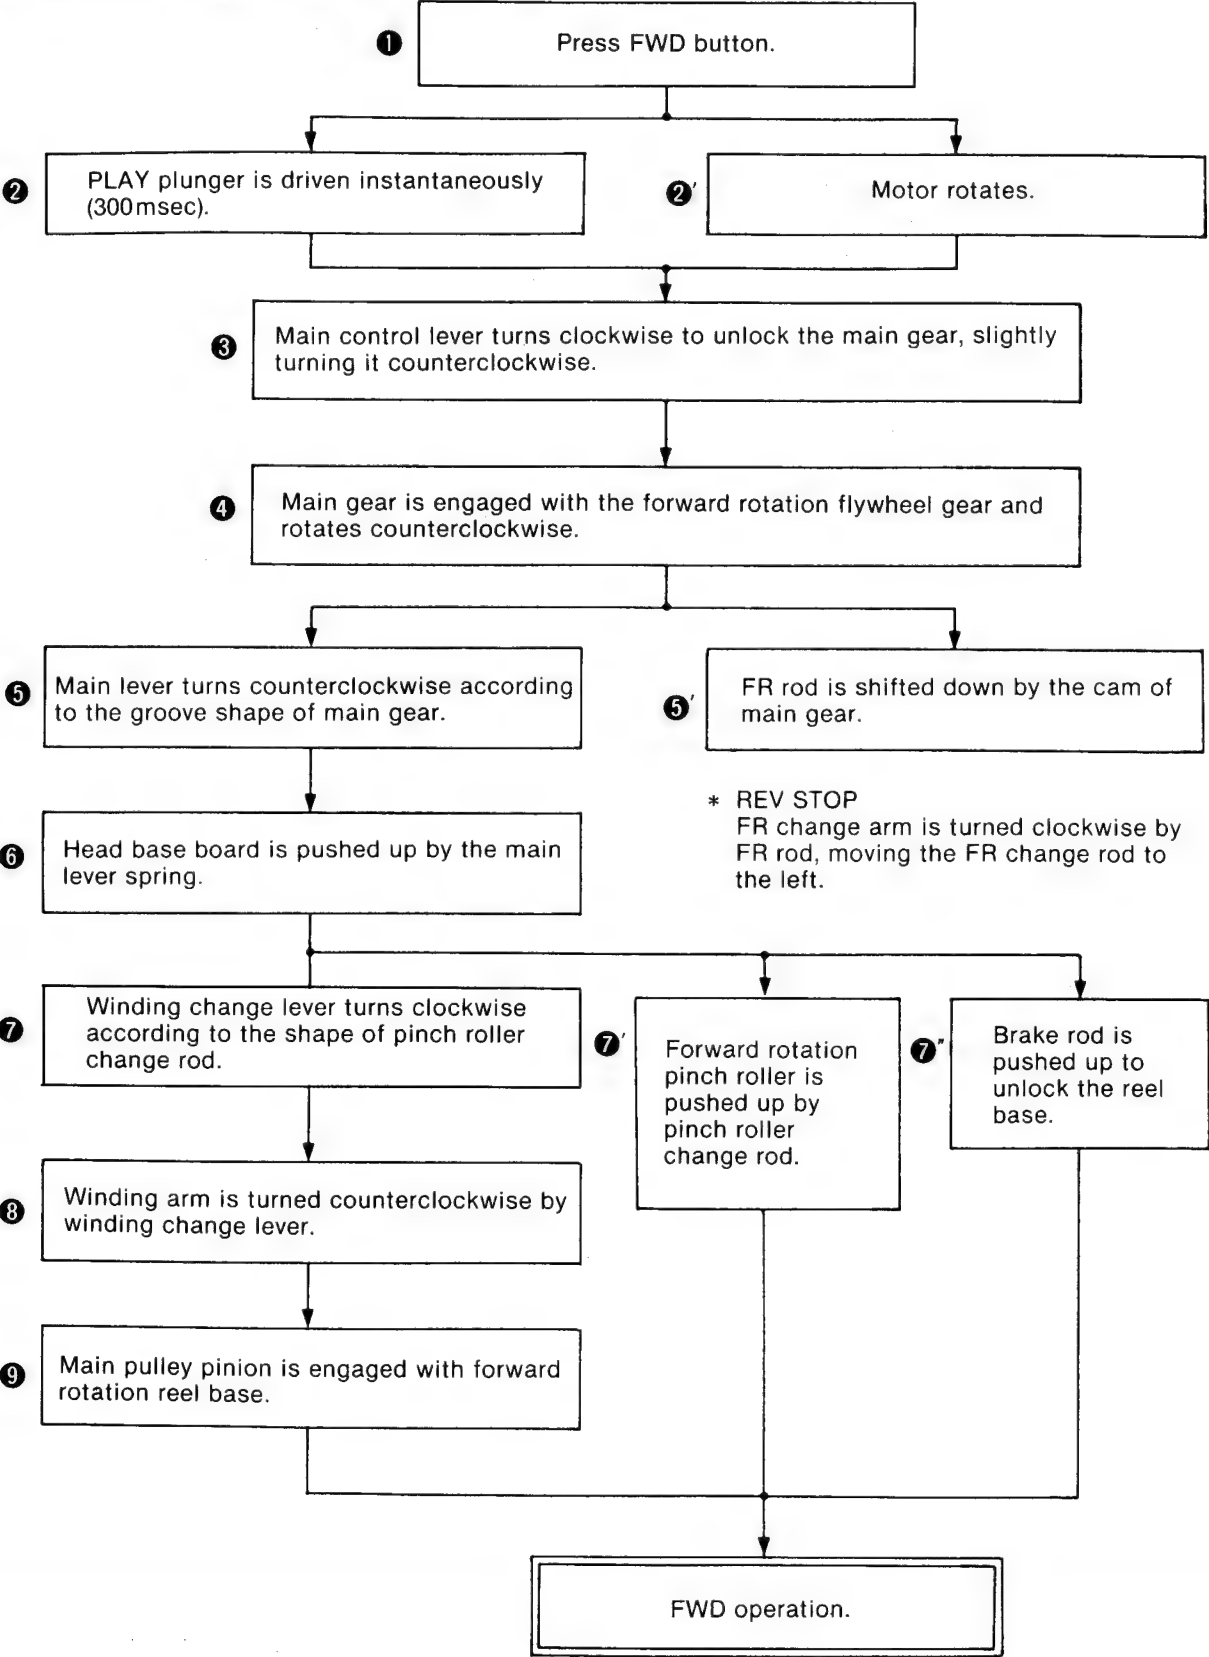 ❶
Press FWD button.
❷
PLAY plunger is driven instantaneously
(300msec).
❷'
Motor rotates.
❸
Main control lever turns clockwise to unlock the main gear, slightly
turning it counterclockwise.
❹
Main gear is engaged with the forward rotation flywheel gear and
rotates counterclockwise.
❺
Main lever turns counterclockwise according
to the groove shape of main gear.
❺'
FR rod is shifted down by the cam of
main gear.
* REV STOP
FR change arm is turned clockwise by
FR rod, moving the FR change rod to
the left.
❻
Head base board is pushed up by the main
lever spring.
❼
Winding change lever turns clockwise
according to the shape of pinch roller
change rod.
❼'
Forward rotation
pinch roller is
pushed up by
pinch roller
change rod.
❼"
Brake rod is
pushed up to
unlock the reel
base.
❽
Winding arm is turned counterclockwise by
winding change lever.
❾
Main pulley pinion is engaged with forward
rotation reel base.
FWD operation.